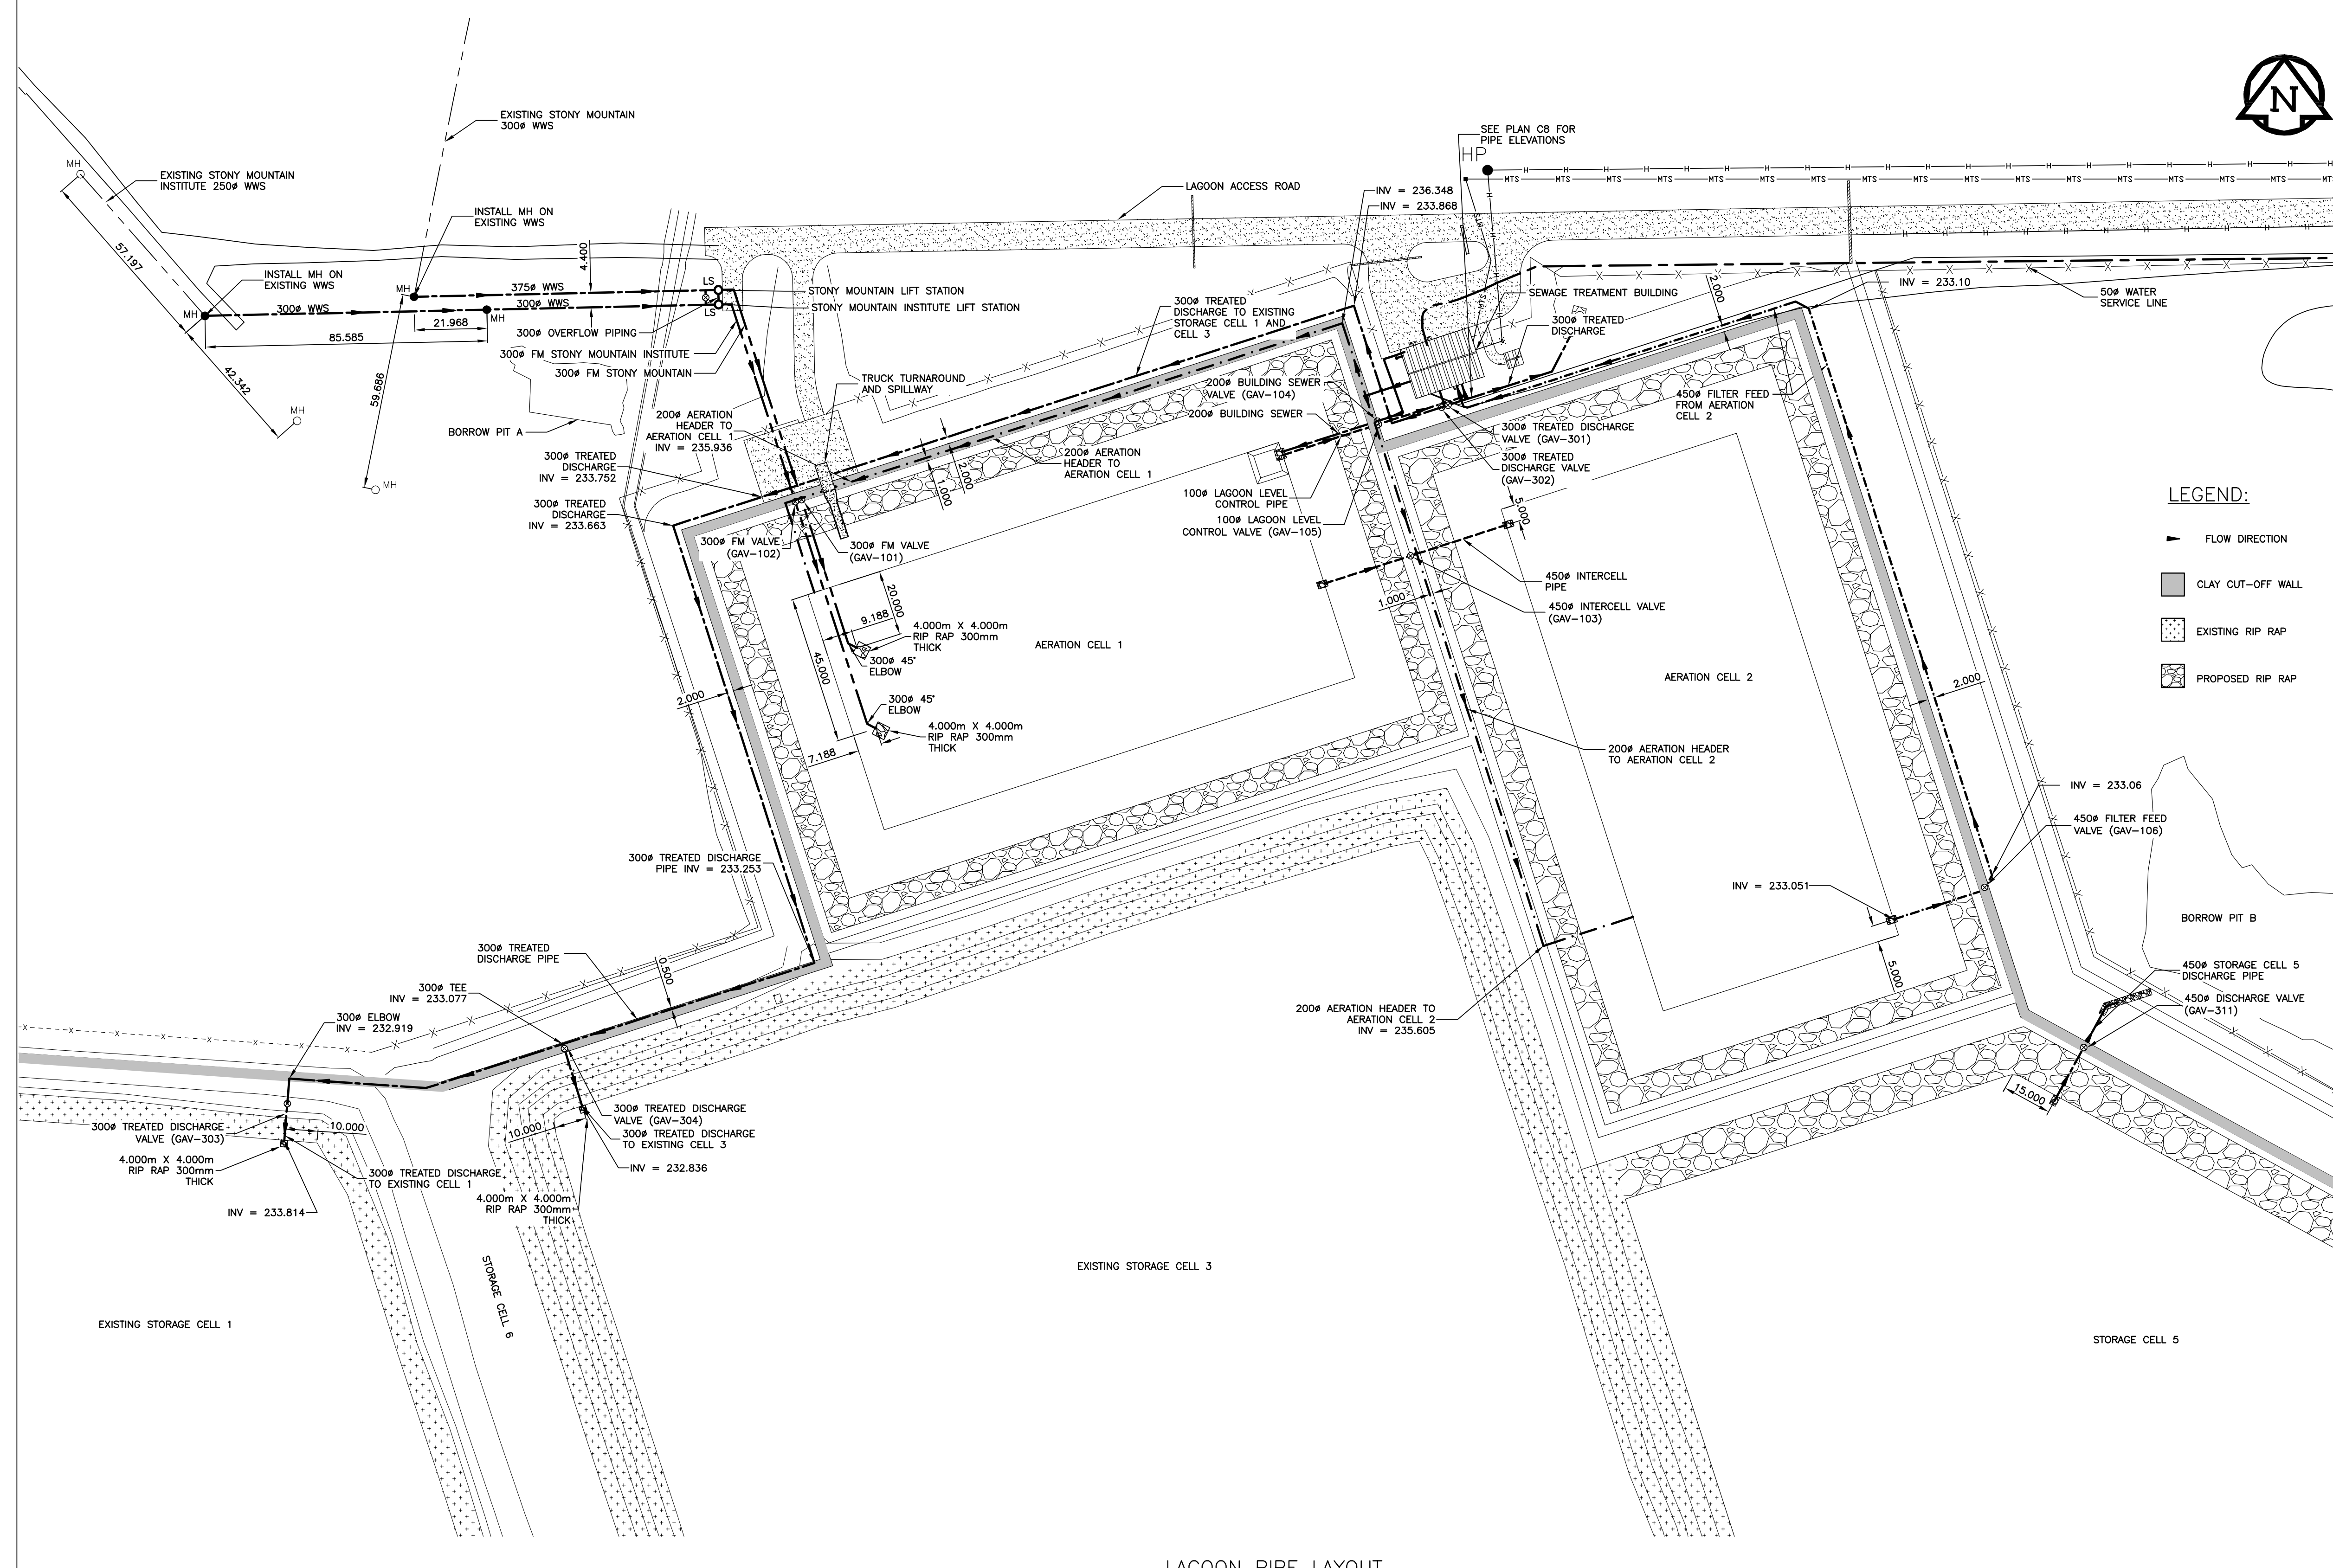 EXISTING STONY MOUNTAIN
300ø WWS
N
SEE PLAN C8 FOR
PIPE ELEVATIONS
HP
MH
EXISTING STONY MOUNTAIN
INSTITUTE 250ø WWS
LAGOON ACCESS ROAD
INV = 236.348
INV = 233.868
H H H H H H H H H H H H
MTS MTS MTS MTS MTS MTS MTS MTS MTS MTS MTS MTS MTS MTS MTS MTS
INSTALL MH ON
EXISTING WWS
57.197
4.400
INSTALL MH ON
EXISTING WWS
MH
375ø WWS
LS
STONY MOUNTAIN LIFT STATION
MH
300ø WWS
300ø WWS
MH
LS
STONY MOUNTAIN INSTITUTE LIFT STATION
21.968
85.585
300ø OVERFLOW PIPING
300ø FM STONY MOUNTAIN INSTITUTE
300ø FM STONY MOUNTAIN
42.342
59.686
MH
MH
BORROW PIT A
300ø TREATED
DISCHARGE TO EXISTING
STORAGE CELL 1 AND
CELL 3
SEWAGE TREATMENT BUILDING
300ø TREATED
DISCHARGE
2.000
INV = 233.10
50ø WATER
SERVICE LINE
TRUCK TURNAROUND
AND SPILLWAY
200ø BUILDING SEWER
VALVE (GAV-104)
200ø BUILDING SEWER
450ø FILTER FEED
FROM AERATION
CELL 2
200ø AERATION
HEADER TO
AERATION CELL 1
INV = 235.936
300ø TREATED
DISCHARGE
INV = 233.752
300ø TREATED
DISCHARGE
INV = 233.663
200ø AERATION
HEADER TO
AERATION CELL 1
2.000
1.000
300ø TREATED DISCHARGE
VALVE (GAV-301)
300ø TREATED
DISCHARGE VALVE
(GAV-302)
100ø LAGOON LEVEL
CONTROL PIPE
100ø LAGOON LEVEL
CONTROL VALVE (GAV-105)
5.000
300ø FM VALVE
(GAV-102)
300ø FM VALVE
(GAV-101)
450ø INTERCELL
PIPE
450ø INTERCELL VALVE
(GAV-103)
1.000
20.000
9.188
45.000
4.000m X 4.000m
RIP RAP 300mm
THICK
300ø 45°
ELBOW
AERATION CELL 1
AERATION CELL 2
300ø 45°
ELBOW
4.000m X 4.000m
RIP RAP 300mm
THICK
7.188
2.000
2.000
LEGEND:
FLOW DIRECTION
CLAY CUT-OFF WALL
EXISTING RIP RAP
PROPOSED RIP RAP
200ø AERATION HEADER
TO AERATION CELL 2
INV = 233.06
450ø FILTER FEED
VALVE (GAV-106)
300ø TREATED DISCHARGE
PIPE INV = 233.253
INV = 233.051
5.000
BORROW PIT B
450ø STORAGE CELL 5
DISCHARGE PIPE
450ø DISCHARGE VALVE
(GAV-311)
15.000
300ø TREATED
DISCHARGE PIPE
0.500
300ø TEE
INV = 233.077
300ø ELBOW
INV = 232.919
200ø AERATION HEADER TO
AERATION CELL 2
INV = 235.605
300ø TREATED DISCHARGE
VALVE (GAV-303)
10.000
4.000m X 4.000m
RIP RAP 300mm
THICK
300ø TREATED DISCHARGE
TO EXISTING CELL 1
INV = 233.814
10.000
300ø TREATED DISCHARGE
VALVE (GAV-304)
300ø TREATED DISCHARGE
TO EXISTING CELL 3
INV = 232.836
4.000m X 4.000m
RIP RAP 300mm
THICK
STORAGE CELL 6
EXISTING STORAGE CELL 3
EXISTING STORAGE CELL 1
STORAGE CELL 5
LAGOON PIPE LAYOUT